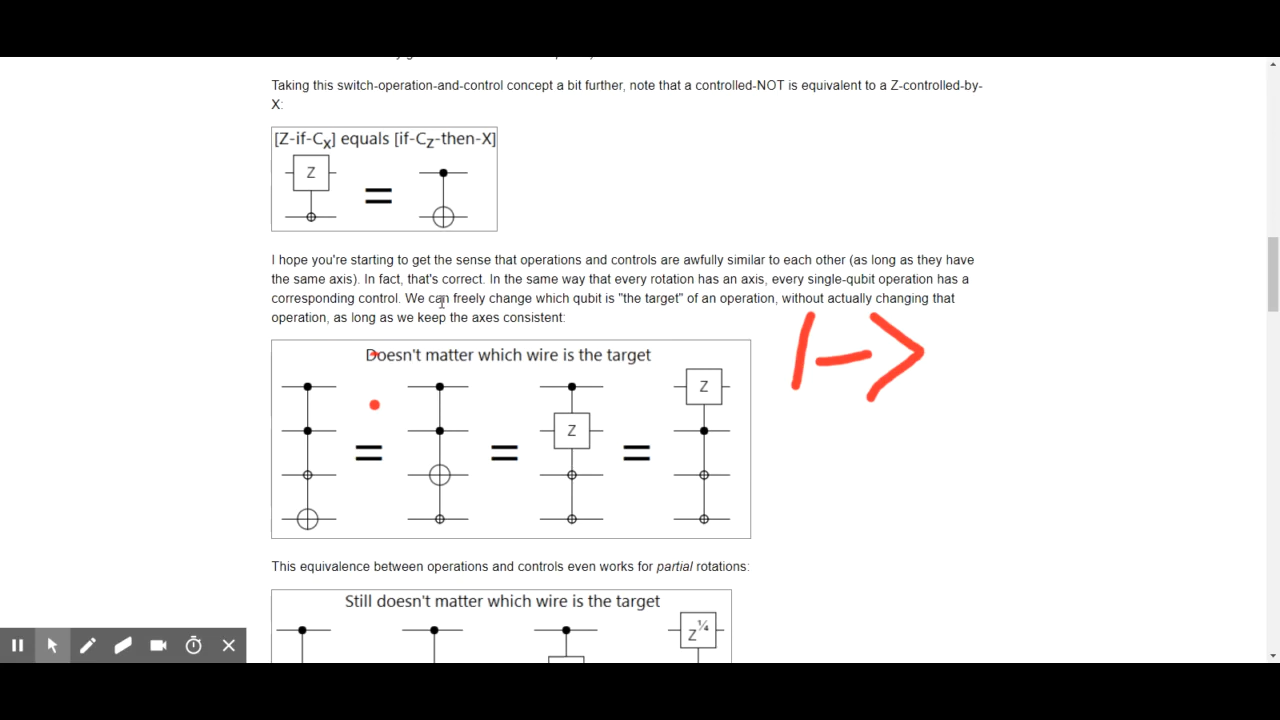 Taking this switch-operation-and-control concept a bit further, note that a controlled-NOT is equivalent to a Z-controlled-by-
X:
[Z-if-Cx] equals [if-Cz-then-X]
Z
=
I hope you're starting to get the sense that operations and controls are awfully similar to each other (as long as they have
the same axis). In fact, that's correct. In the same way that every rotation has an axis, every single-qubit operation has a
corresponding control. We can freely change which qubit is "the target" of an operation, without actually changing that
operation, as long as we keep the axes consistent:
Doesn't matter which wire is the target
Z
Z
= = =
This equivalence between operations and controls even works for partial rotations:
Still doesn't matter which wire is the target
Z¼